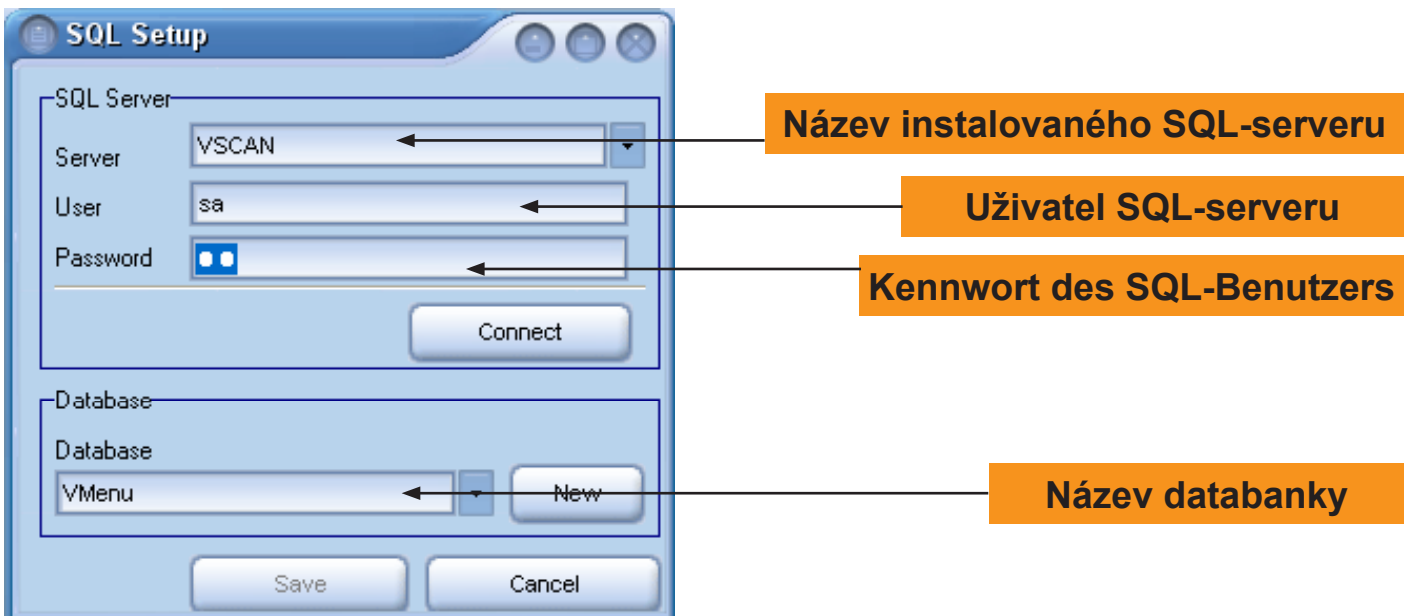 SQL Setup
SQL Server
Server
VSCAN
Název instalovaného SQL-serveru
User
sa
Uživatel SQL-serveru
Password
Kennwort des SQL-Benutzers
Connect
Database
Database
VMenu
New
Název databanky
Save
Cancel